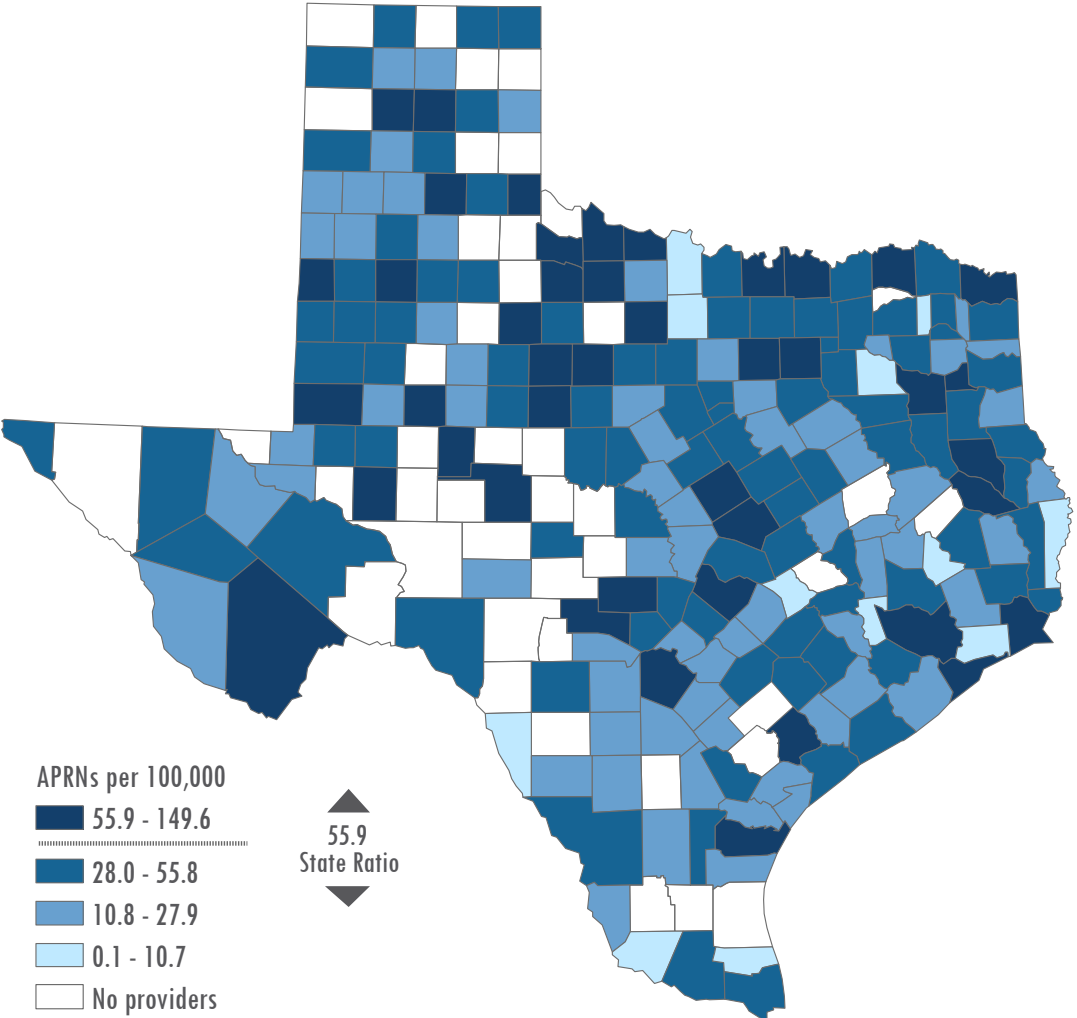 APRNs per 100,000
55.9 - 149.6
28.0 - 55.8
10.8 - 27.9
0.1 - 10.7
No providers
55.9
State Ratio